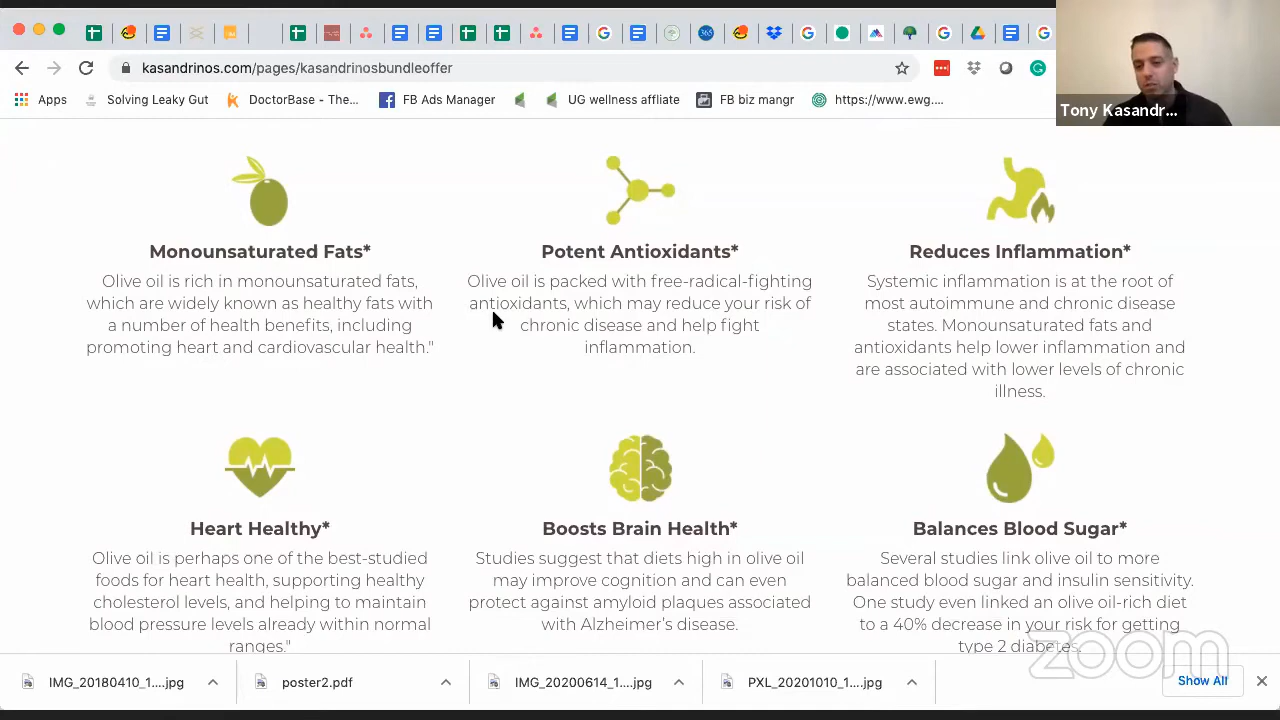 kasandrinos.com/pages/kasandrinosbundleoffer
Apps
Solving Leaky Gut
DoctorBase - The...
FB Ads Manager
UG wellness affliate
FB biz mangr
https://www.ewg....
365
Tony Kasandr...
Monounsaturated Fats*
Olive oil is rich in monounsaturated fats,
which are widely known as healthy fats with
a number of health benefits, including
promoting heart and cardiovascular health."
Potent Antioxidants*
Olive oil is packed with free-radical-fighting
antioxidants, which may reduce your risk of
chronic disease and help fight
inflammation.
Reduces Inflammation*
Systemic inflammation is at the root of
most autoimmune and chronic disease
states. Monounsaturated fats and
antioxidants help lower inflammation and
are associated with lower levels of chronic
illness.
Heart Healthy*
Olive oil is perhaps one of the best-studied
foods for heart health, supporting healthy
cholesterol levels, and helping to maintain
blood pressure levels already within normal
ranges."
Boosts Brain Health*
Studies suggest that diets high in olive oil
may improve cognition and can even
protect against amyloid plaques associated
with Alzheimer's disease.
Balances Blood Sugar*
Several studies link olive oil to more
balanced blood sugar and insulin sensitivity.
One study even linked an olive oil-rich diet
to a 40% decrease in your risk for getting
type 2 diabetes.
zoom
IMG_20180410_1....jpg
poster2.pdf
IMG_20200614_1....jpg
PXL_20201010_1....jpg
Show All